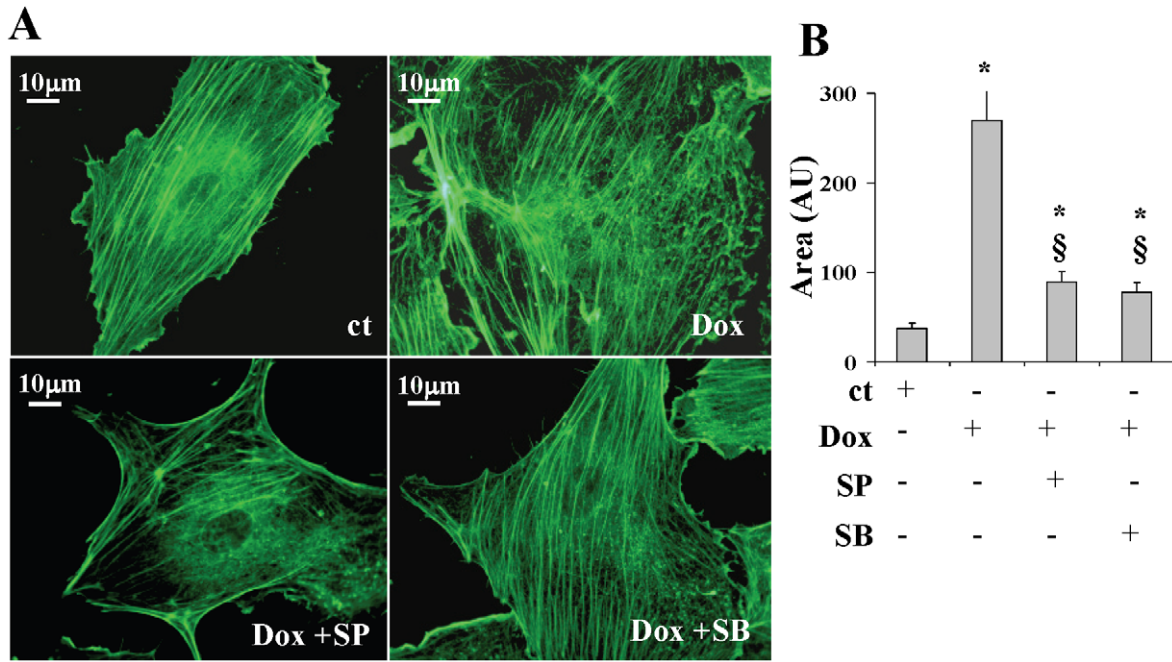 A
10μm
10μm
ct
Dox
10μm
10μm
Dox +SP
Dox +SB
B
Area (AU)
300
200
100
0
*
* *
§ §
ct + - - -
Dox - + + +
SP - - + -
SB - - - +